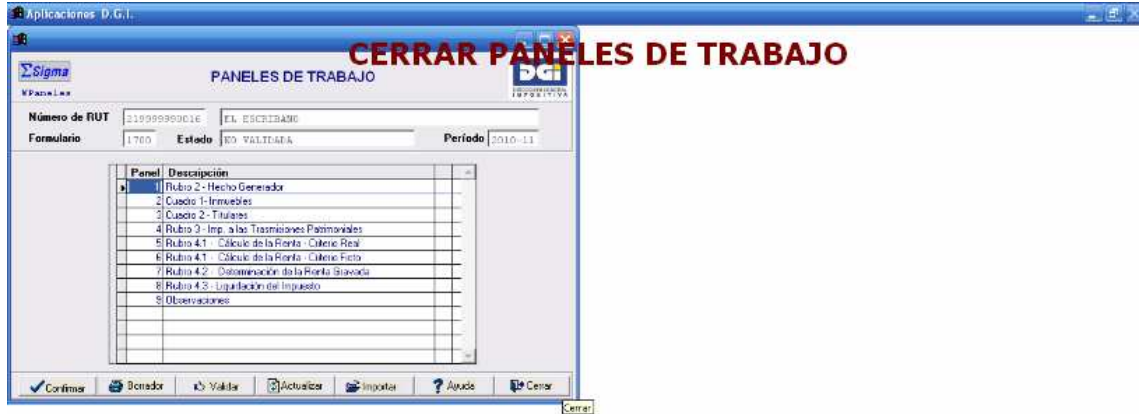 Aplicaciones D.G.I.
CERRAR PANELES DE TRABAJO
ΣSigma
PANELES DE TRABAJO
DGi
WPaneles
Número de RUT 219999990016 EL ESCRIBANO
Formulario 1700 Estado NO VALIDADA Período 2010-11
Panel Descripción
1 Rubro 2 - Hecho Generador
2 Cuadro 1- Inmuebles
3 Cuadro 2 - Titulares
4 Rubro 3 - Imp. a las Trasmisiones Patrimoniales
5 Rubro 4.1 - Cálculo de la Renta - Criterio Real
6 Rubro 4.1 - Cálculo de la Renta - Criterio Ficto
7 Rubro 4.2 - Determinación de la Renta Gravada
8 Rubro 4.3 - Liquidación del Impuesto
9 Observaciones
Confirmar Borrador Validar Actualizar Importar Ayuda Cerrar
Cerrar